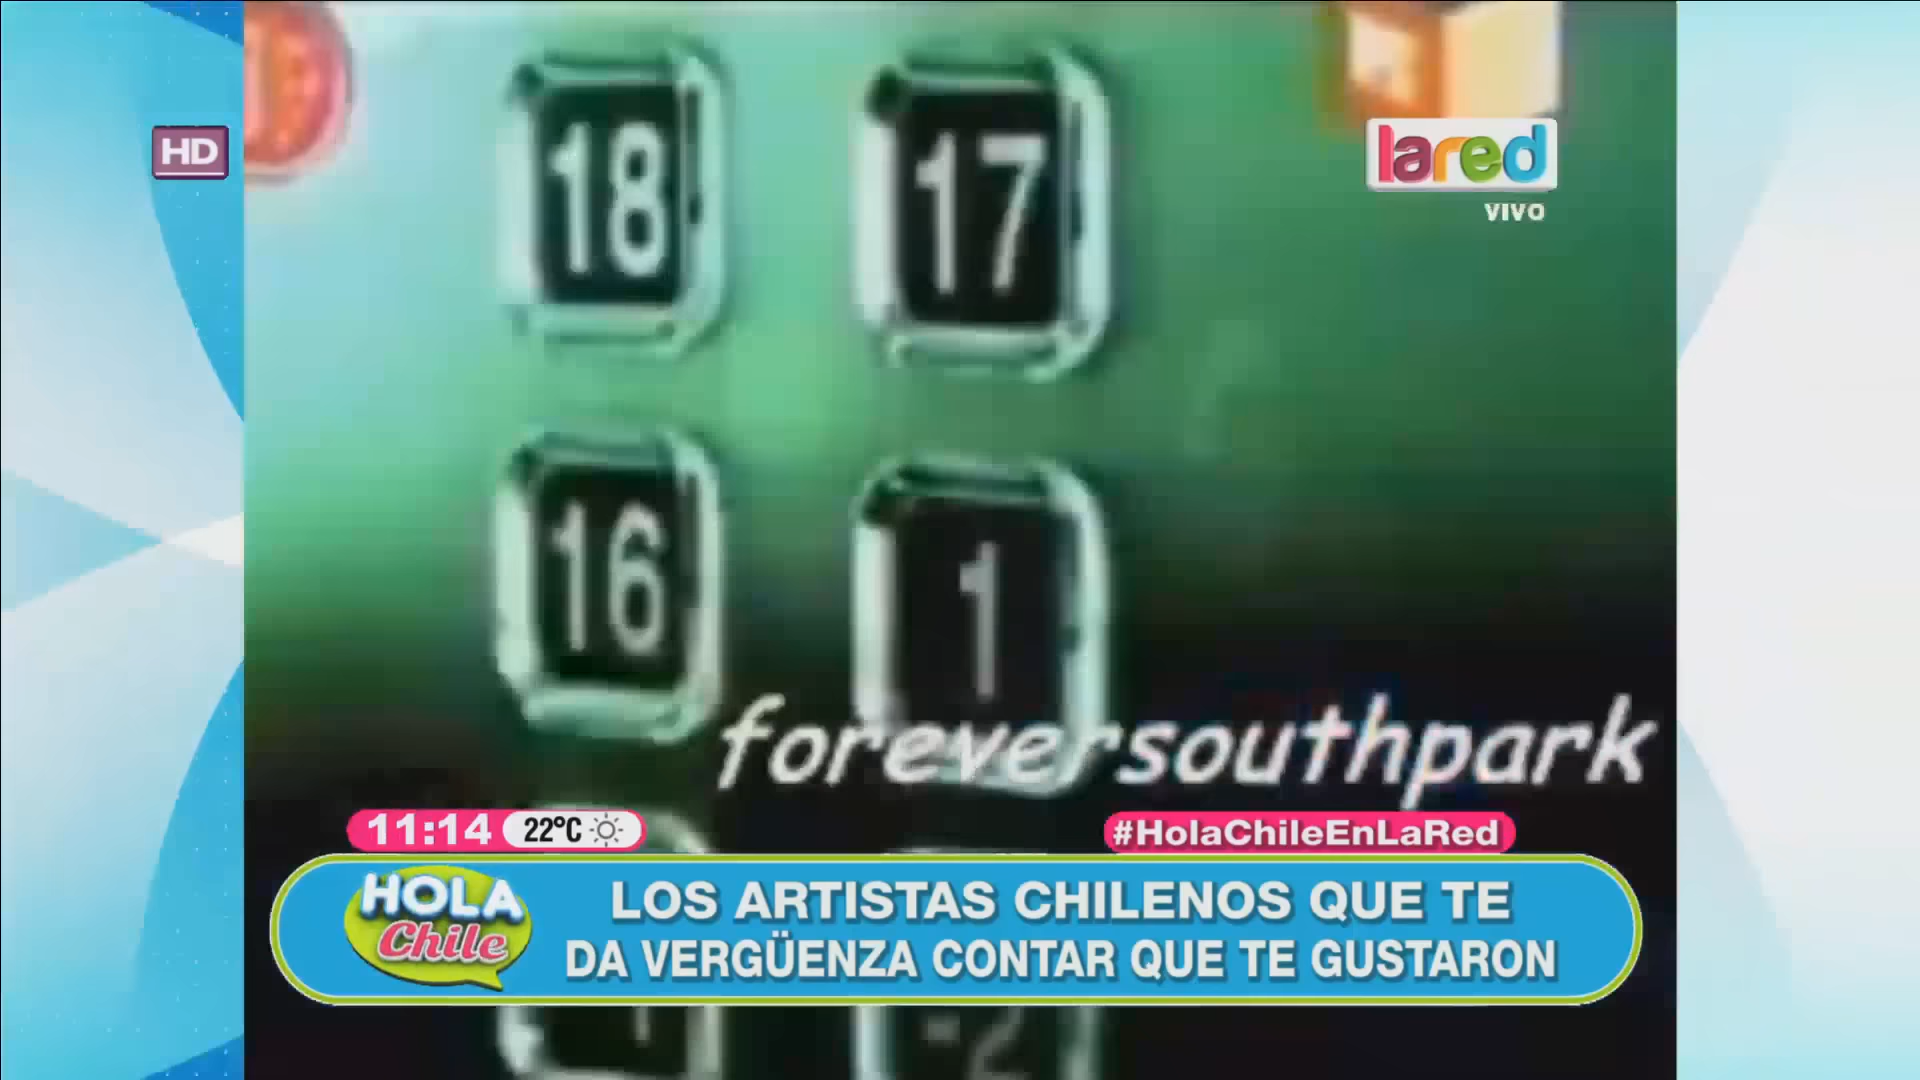 18
17
HD
lared
VIVO
16
1
foreversouthpark
11:14 22°C
#HolaChileEnLaRed
HOLA
Chile
LOS ARTISTAS CHILENOS QUE TE
DA VERGÜENZA CONTAR QUE TE GUSTARON
-2